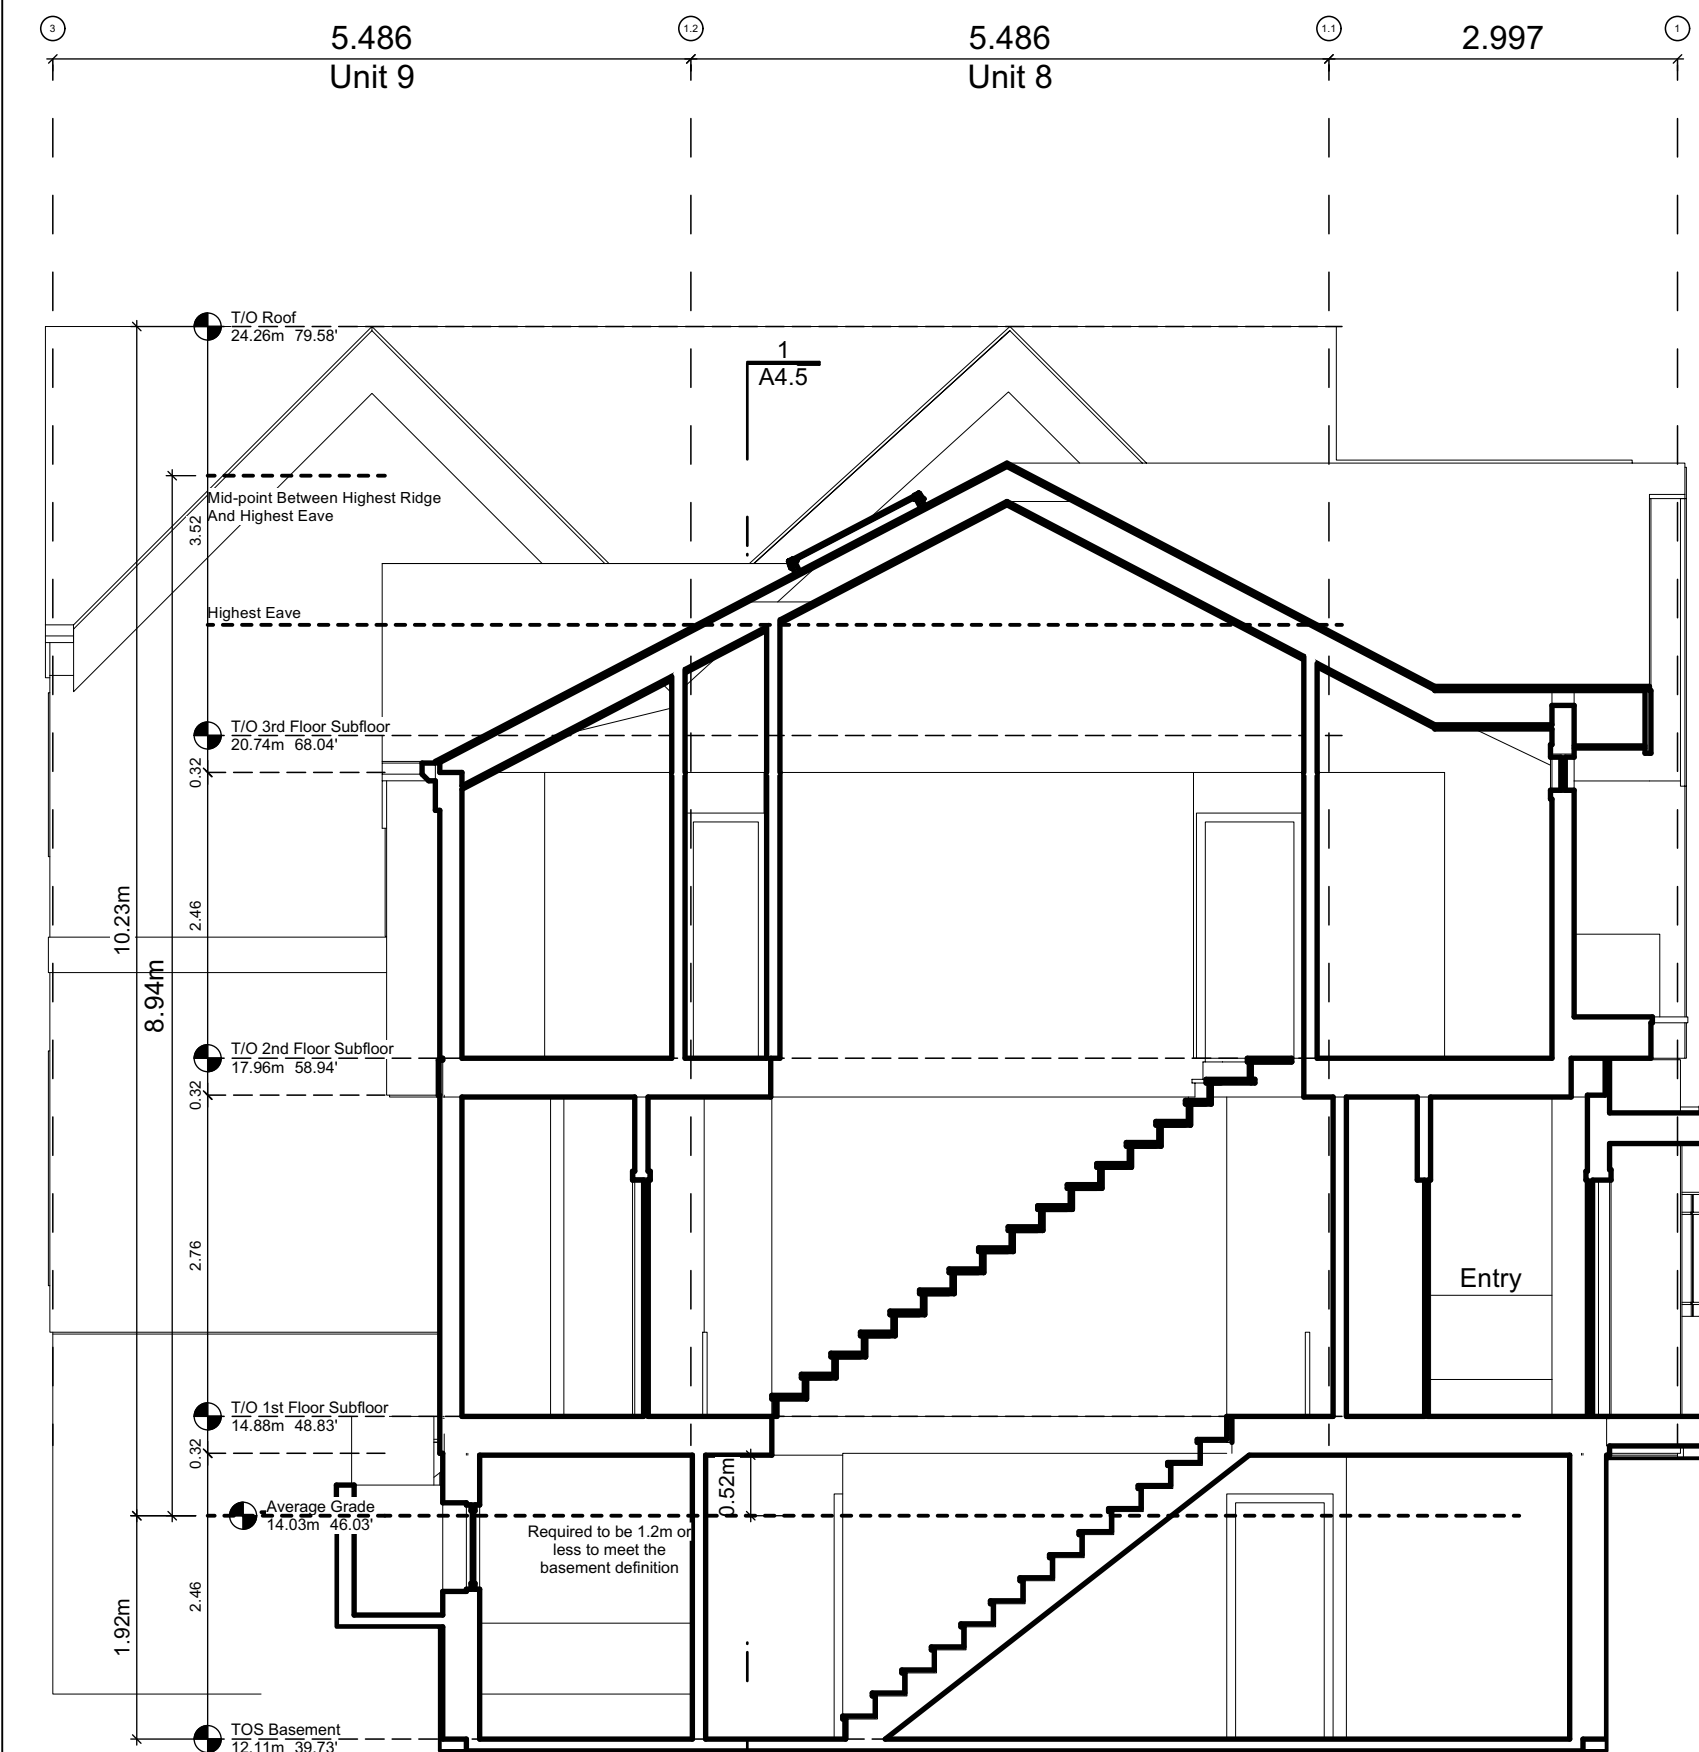 3
1.2
1.1
1
5.486
5.486
2.997
Unit 9
Unit 8
T/O Roof
24.26m 79.58'
1
A4.5
Mid-point Between Highest Ridge
And Highest Eave
3.52
Highest Eave
T/O 3rd Floor Subfloor
20.74m 68.04'
0.32
2.46
10.23m
8.94m
T/O 2nd Floor Subfloor
17.96m 58.94'
0.32
2.76
Entry
T/O 1st Floor Subfloor
14.88m 48.83'
0.32
0.52m
Average Grade
14.03m 46.03'
Required to be 1.2m or
less to meet the
basement definition
2.46
1.92m
TOS Basement
12.11m 39.73'